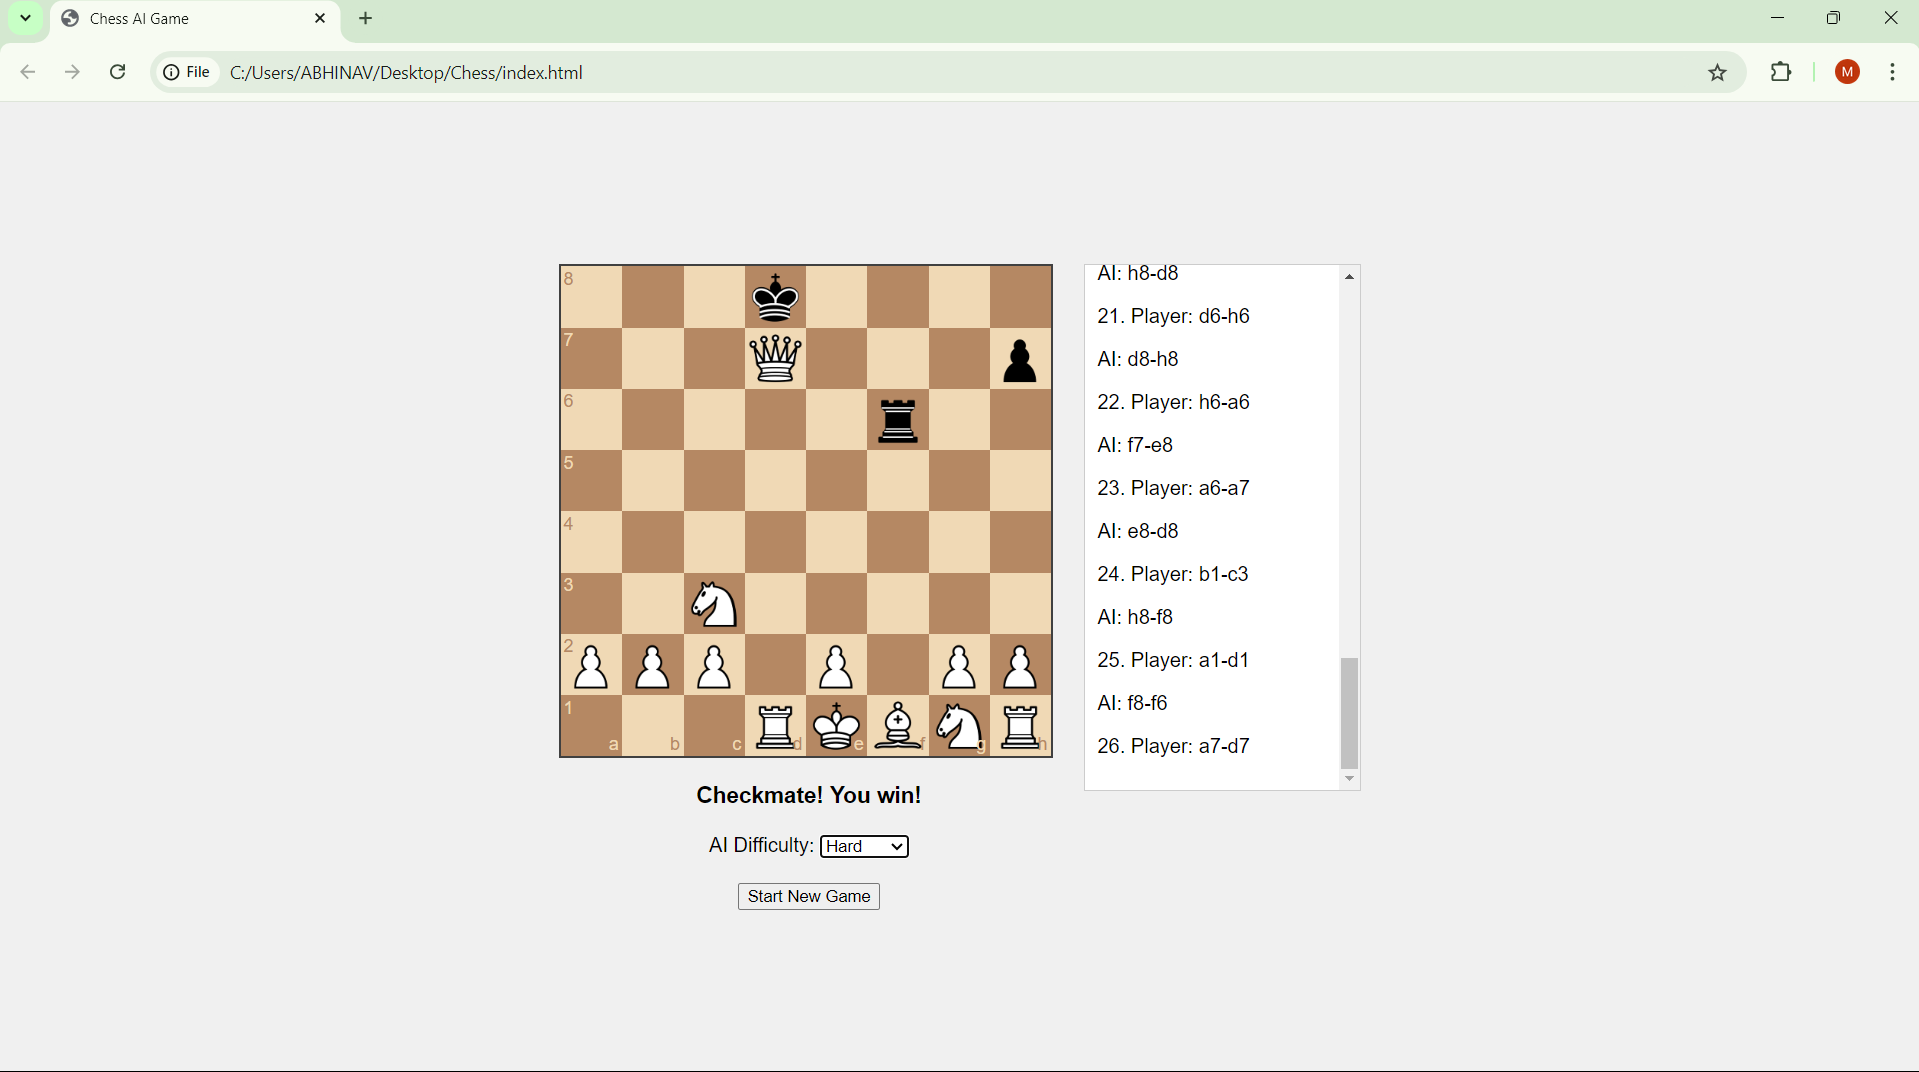 Chess AI Game
File
C:/Users/ABHINAV/Desktop/Chess/index.html
M
8
7
6
5
4
3
2
1
a b c d e f g h
AI: h8-d8
21. Player: d6-h6
AI: d8-h8
22. Player: h6-a6
AI: f7-e8
23. Player: a6-a7
AI: e8-d8
24. Player: b1-c3
AI: h8-f8
25. Player: a1-d1
AI: f8-f6
26. Player: a7-d7
Checkmate! You win!
AI Difficulty: Hard
Start New Game